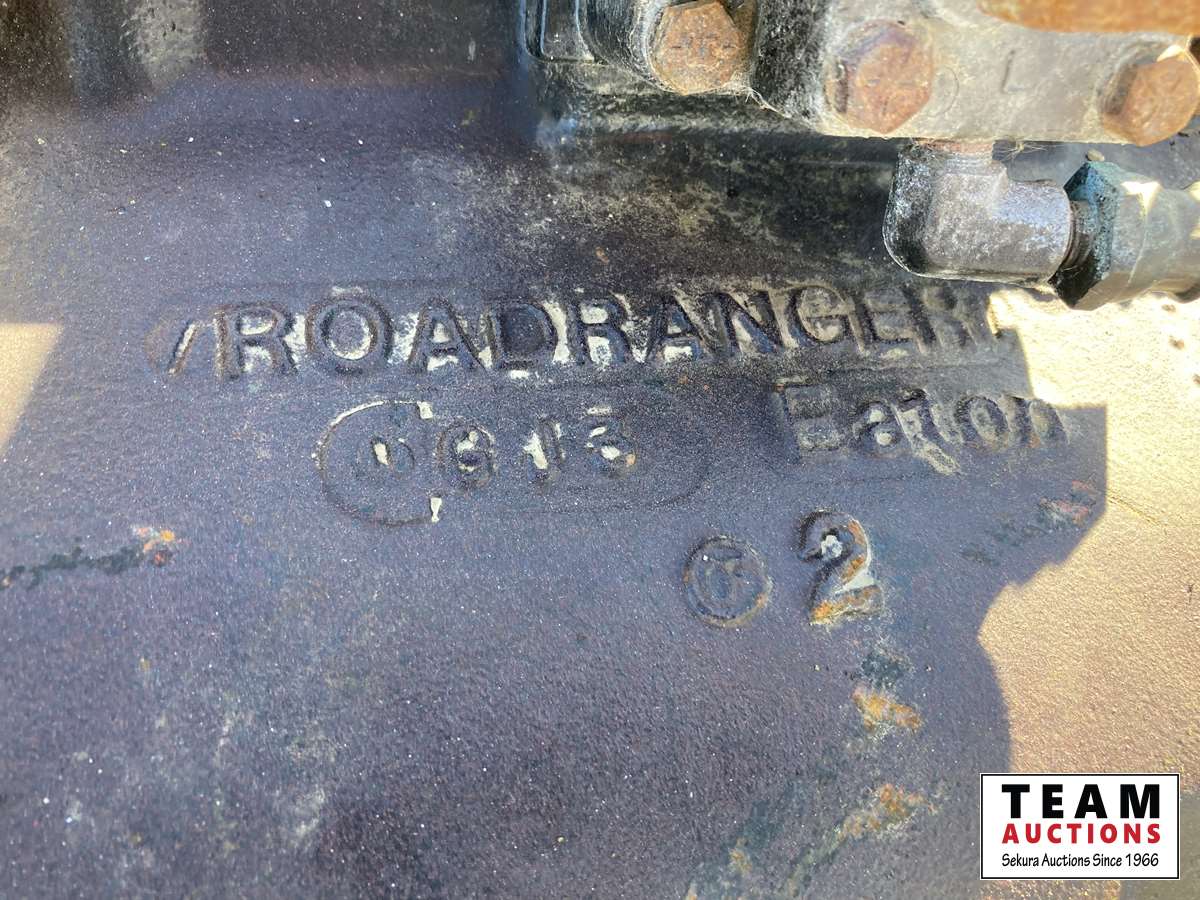 ROADRANGER
Eaton
2
TEAM
AUCTIONS
Sekura Auctions Since 1966